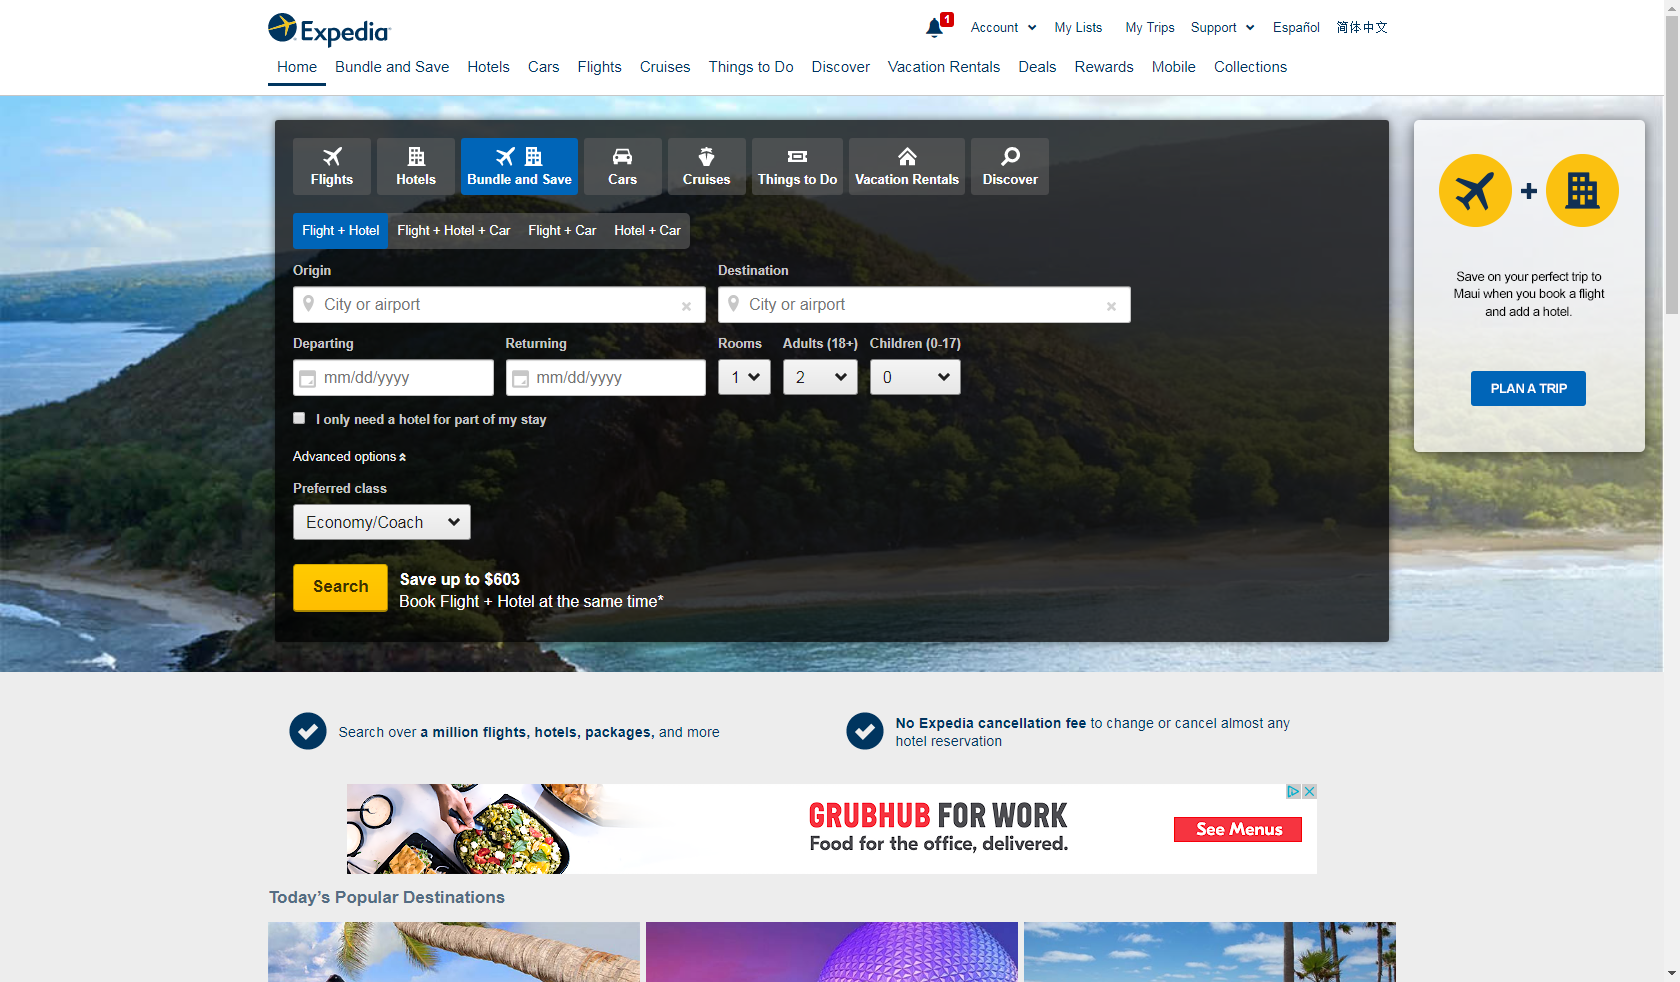 Expedia
1
Account
My Lists
My Trips
Support
Español
简体中文
Home
Bundle and Save
Hotels
Cars
Flights
Cruises
Things to Do
Discover
Vacation Rentals
Deals
Rewards
Mobile
Collections
Flights
Hotels
Bundle and Save
Cars
Cruises
Things to Do
Vacation Rentals
Discover
Flight + Hotel
Flight + Hotel + Car
Flight + Car
Hotel + Car
Origin
Destination
City or airport
City or airport
Departing
Returning
Rooms
Adults (18+)
Children (0-17)
mm/dd/yyyy
mm/dd/yyyy
1
2
0
I only need a hotel for part of my stay
Advanced options
Preferred class
Economy/Coach
Search
Save up to $603
Book Flight + Hotel at the same time*
+
Save on your perfect trip to
Maui when you book a flight
and add a hotel.
PLAN A TRIP
Search over a million flights, hotels, packages, and more
No Expedia cancellation fee to change or cancel almost any
hotel reservation
GRUBHUB FOR WORK
Food for the office, delivered.
See Menus
Today’s Popular Destinations